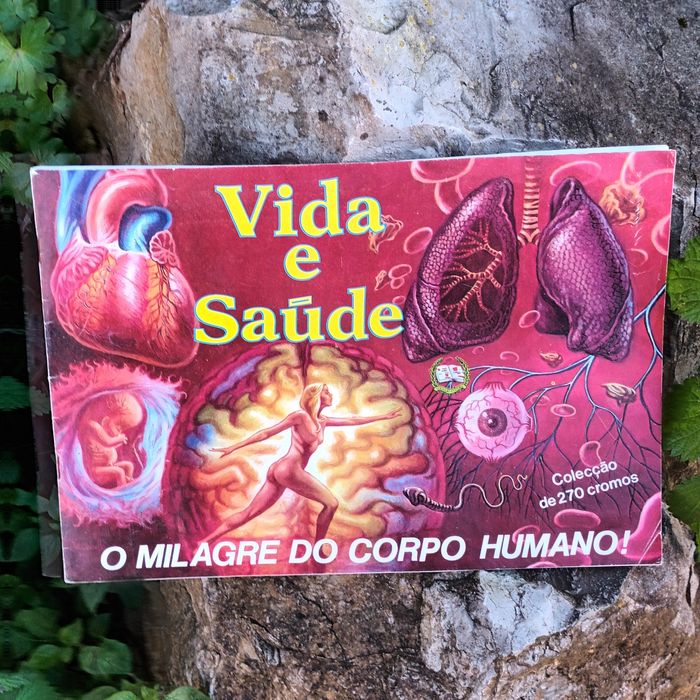 Vida
e
Saúde
Colecção
de 270 cromos
O MILAGRE DO CORPO HUMANO!